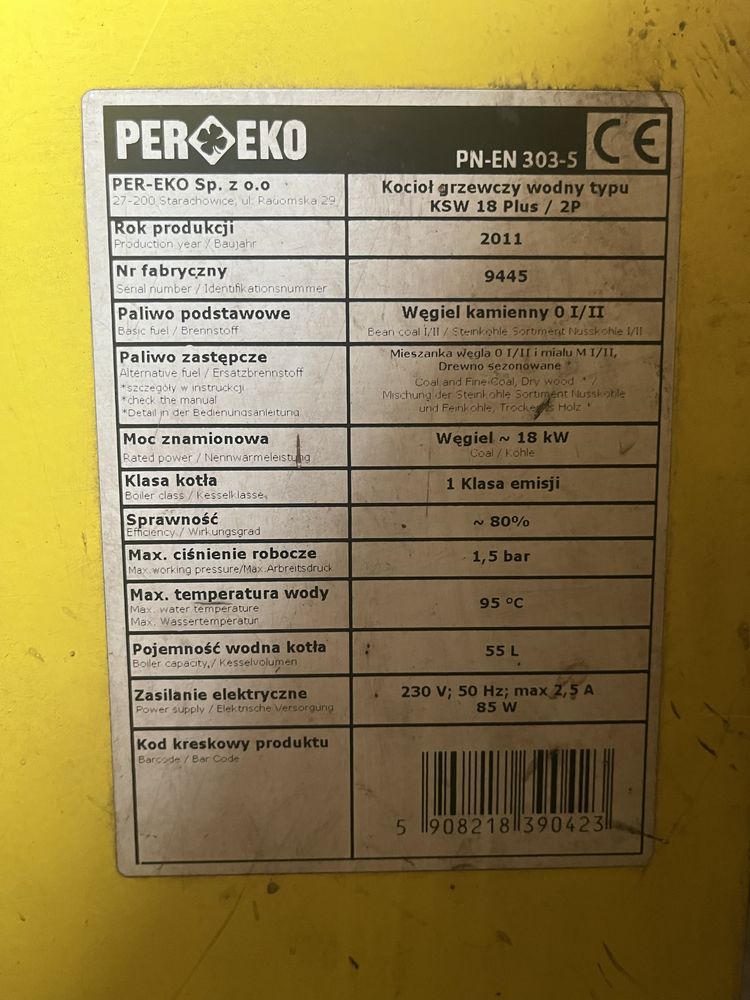 PER EKO
PN-EN 303-5
CE
PER-EKO Sp. z o.o
27-200 Starachowice, ul. Radomska 29
Kocioł grzewczy wodny typu
KSW 18 Plus / 2P
Rok produkcji
Production year / Baujahr
2011
Nr fabryczny
Serial number / Identifikationsnummer
9445
Paliwo podstawowe
Basic fuel / Brennstoff
Węgiel kamienny O I/II
Bean coal I/II / Steinkohle Sortiment Nusskohle I/II
Paliwo zastępcze
Alternative fuel / Ersatzbrennstoff
*szczegóły w instrukcji
*check the manual
*Detail in der Bedienungsanleitung
Mieszanka węgla O I/II i miału M I/II,
Drewno sezonowane *
Coal and Fine Coal, Dry wood * /
Mischung der Steinkohle Sortiment Nusskohle
und Feinkohle, Trockenes Holz *
Moc znamionowa
Rated power / Nennwärmeleistung
Węgiel ~ 18 kW
Coal / Kohle
Klasa kotła
Boiler class / Kesselklasse
1 Klasa emisji
Sprawność
Efficiency / Wirkungsgrad
~ 80%
Max. ciśnienie robocze
Max.working pressure/Max.Arbeitsdruck
1,5 bar
Max. temperatura wody
Max. water temperature
Max. Wassertemperatur
95 °C
Pojemność wodna kotła
Boiler capacity / Kesselvolumen
55 L
Zasilanie elektryczne
Power supply / Elektrische Versorgung
230 V; 50 Hz; max 2,5 A
85 W
Kod kreskowy produktu
Barcode / Bar Code
5 908218 390423